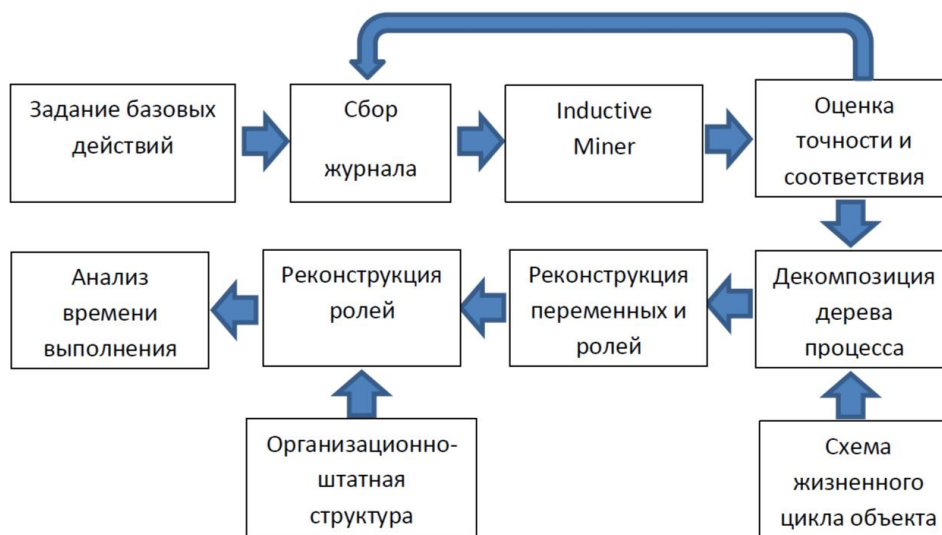 Задание базовых
действий
Сбор
журнала
Inductive
Miner
Оценка
точности и
соответствия
Анализ
времени
выполнения
Реконструкция
ролей
Реконструкция
переменных и
ролей
Декомпозиция
дерева
процесса
Организационно-
штатная
структура
Схема
жизненного
цикла объекта